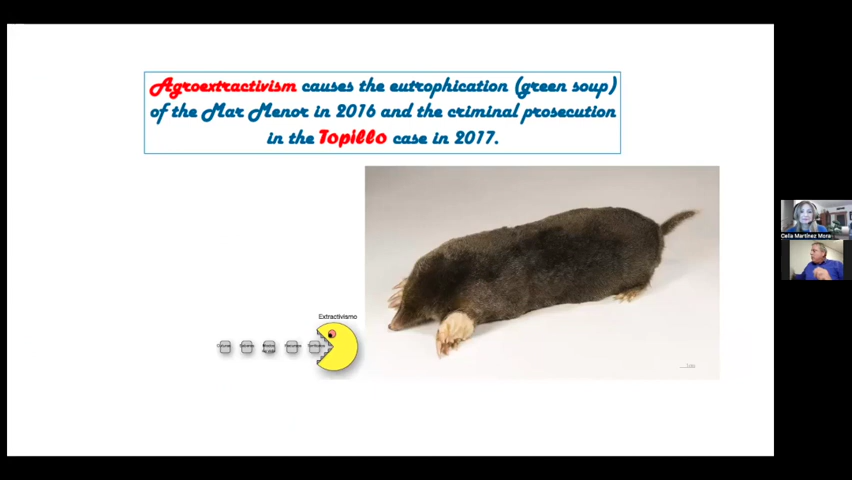 Agroextractivism causes the eutrophication (green soup)
of the Mar Menor in 2016 and the criminal prosecution
in the Topillo case in 2017.
Extractivismo
Celia Martínez Mora